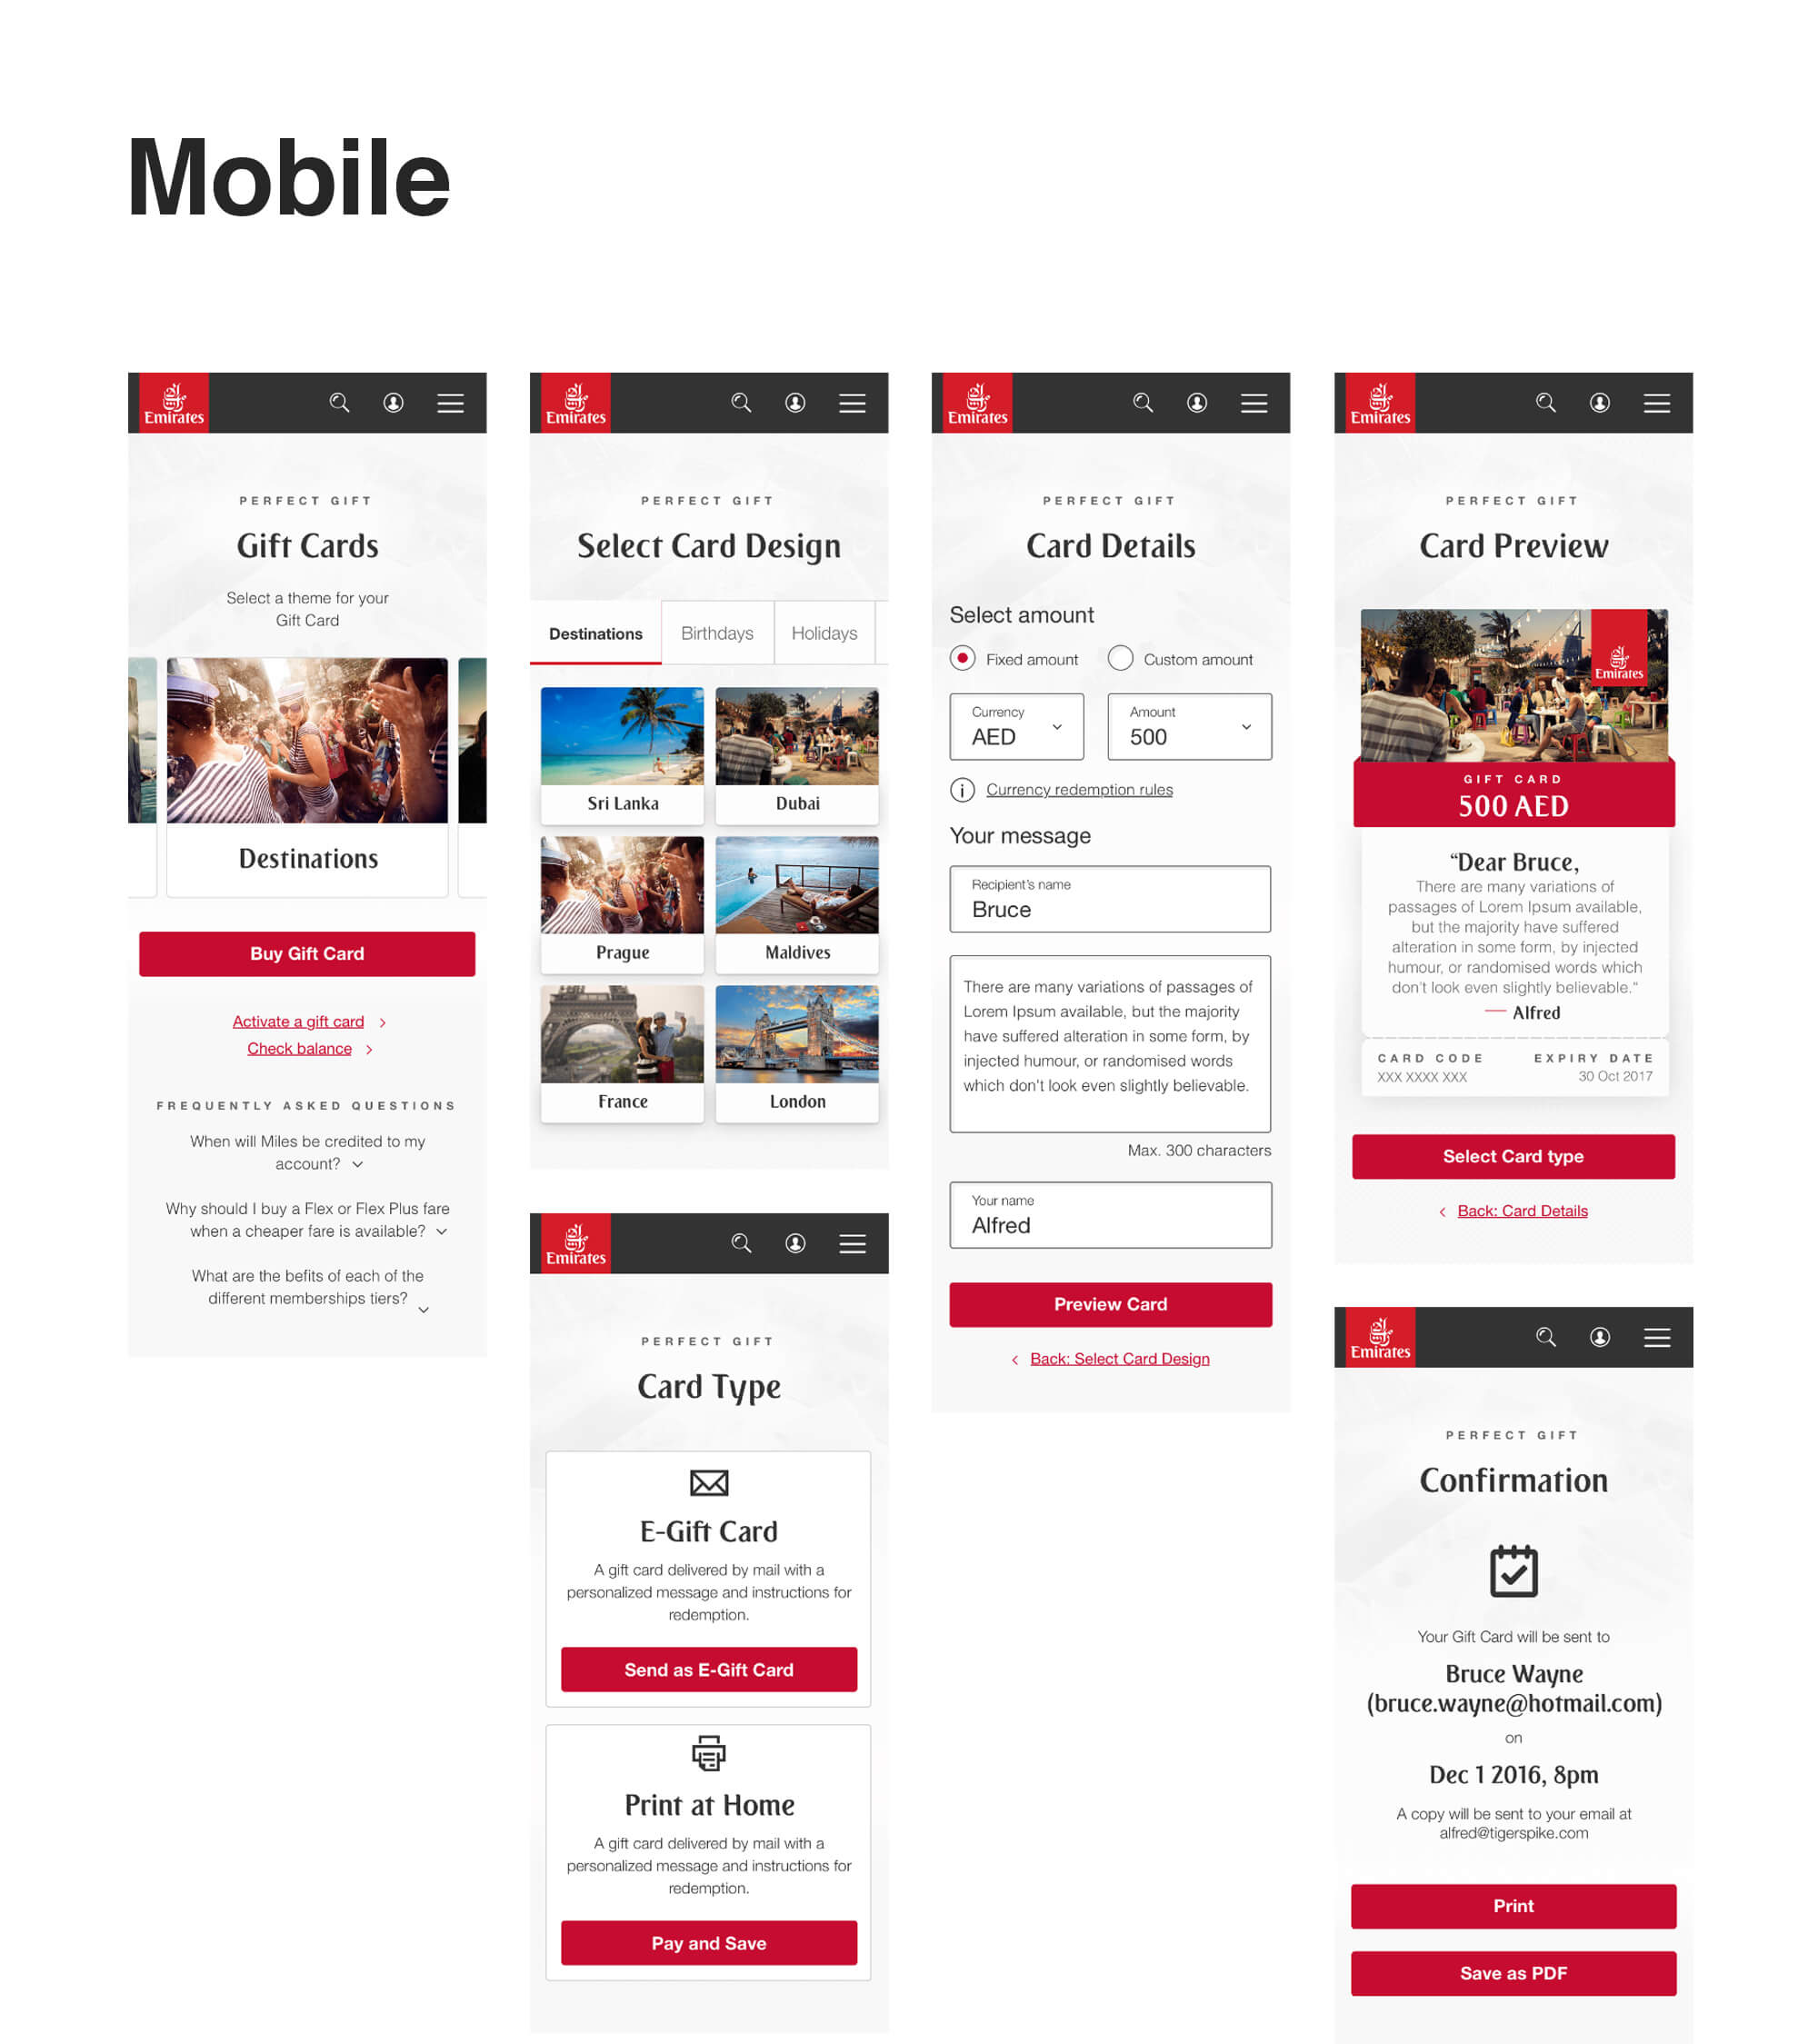 Mobile
Emirates
PERFECT GIFT
Gift Cards
Select a theme for your
Gift Card
Destinations
Buy Gift Card
Activate a gift card
Check balance
FREQUENTLY ASKED QUESTIONS
When will Miles be credited to my
account?
Why should I buy a Flex or Flex Plus fare
when a cheaper fare is available?
What are the befits of each of the
different memberships tiers?
Emirates
PERFECT GIFT
Select Card Design
Destinations Birthdays Holidays
Sri Lanka Dubai
Prague Maldives
France London
Emirates
PERFECT GIFT
Card Type
E-Gift Card
A gift card delivered by mail with a
personalized message and instructions for
redemption.
Send as E-Gift Card
Print at Home
A gift card delivered by mail with a
personalized message and instructions for
redemption.
Pay and Save
Emirates
PERFECT GIFT
Card Details
Select amount
Fixed amount Custom amount
Currency Amount
AED 500
Currency redemption rules
Your message
Recipient's name
Bruce
There are many variations of passages of
Lorem Ipsum available, but the majority
have suffered alteration in some form, by
injected humour, or randomised words
which don't look even slightly believable.
Max. 300 characters
Your name
Alfred
Preview Card
Back: Select Card Design
Emirates
PERFECT GIFT
Card Preview
Emirates
GIFT CARD
500 AED
“Dear Bruce,
There are many variations of
passages of Lorem Ipsum available,
but the majority have suffered
alteration in some form, by injected
humour, or randomised words which
don't look even slightly believable."
— Alfred
CARD CODE EXPIRY DATE
XXX XXXX XXX 30 Oct 2017
Select Card type
Back: Card Details
Emirates
PERFECT GIFT
Confirmation
Your Gift Card will be sent to
Bruce Wayne
(bruce.wayne@hotmail.com)
on
Dec 1 2016, 8pm
A copy will be sent to your email at
alfred@tigerspike.com
Print
Save as PDF